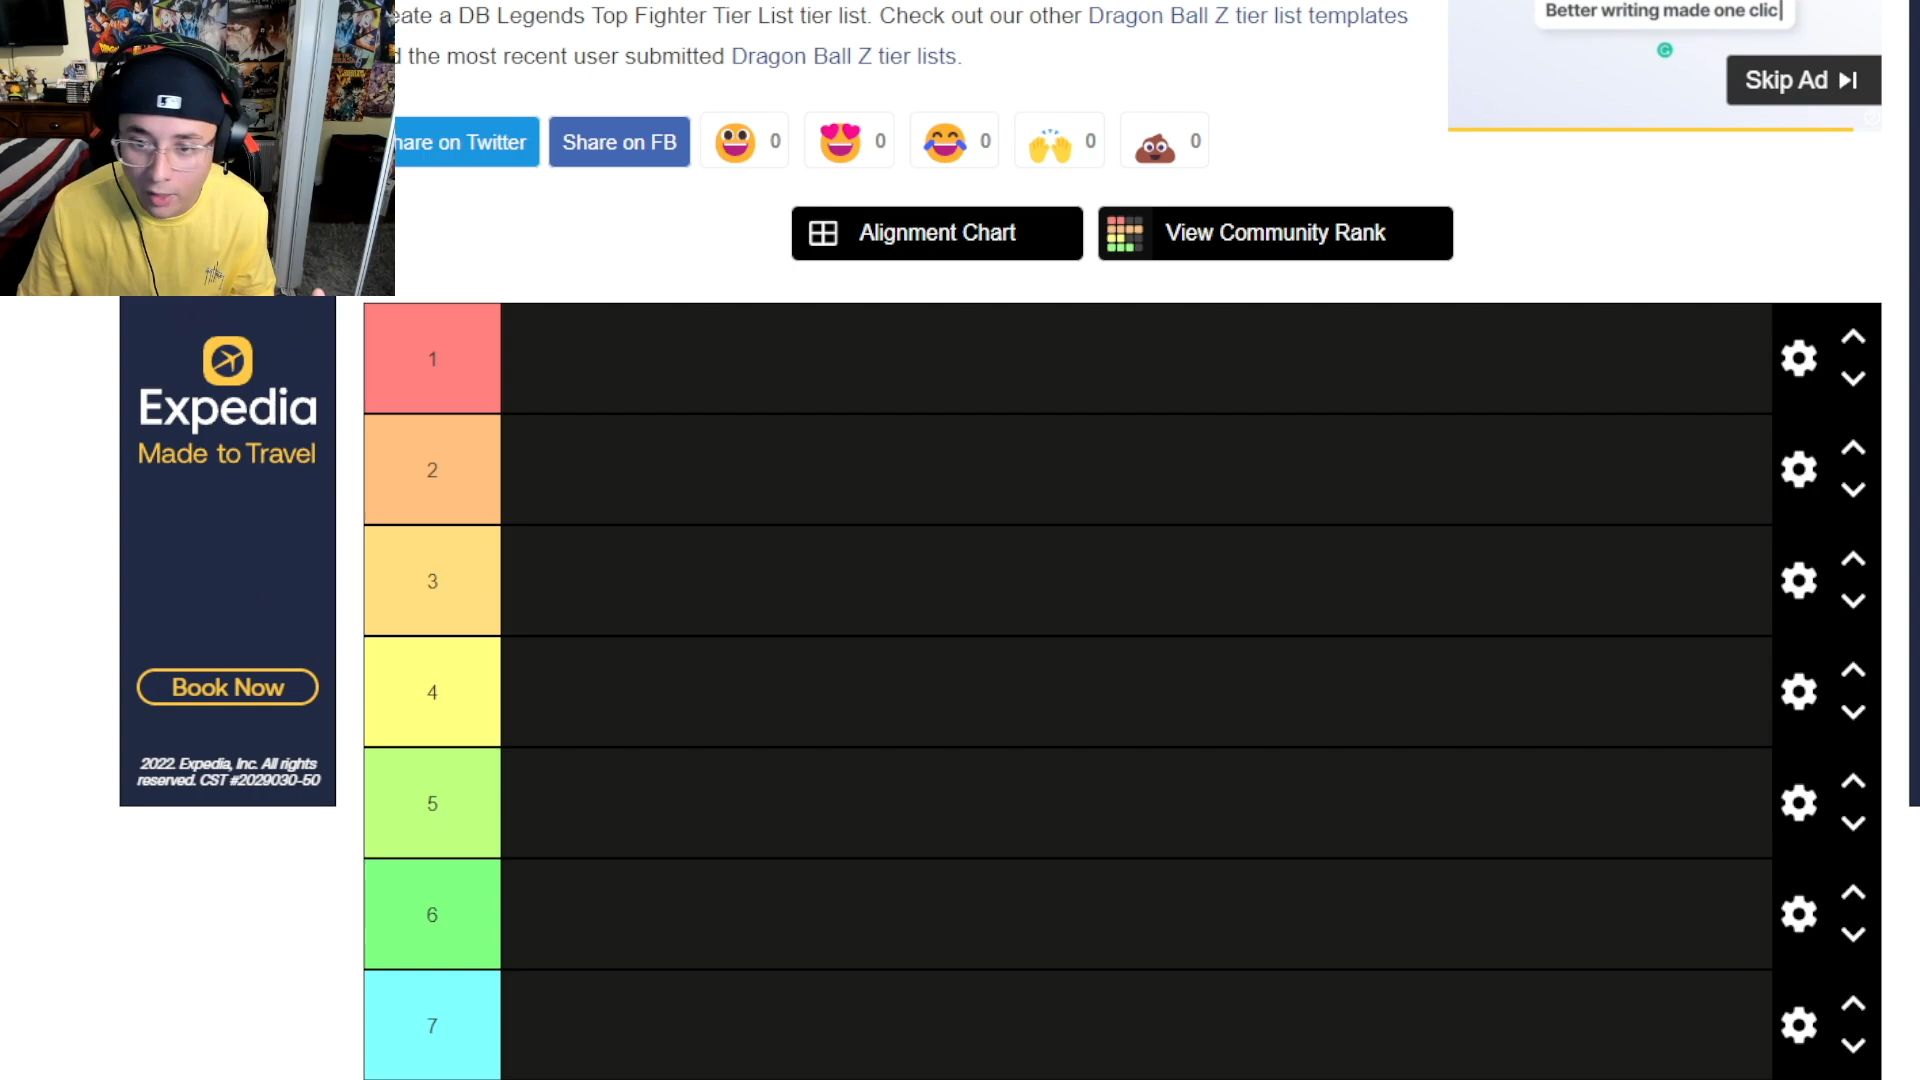 eate a DB Legends Top Fighter Tier List tier list. Check out our other Dragon Ball Z tier list templates
d the most recent user submitted Dragon Ball Z tier lists.
Better writing made one clic
Skip Ad
hare on Twitter
Share on FB
0
0
0
0
0
Alignment Chart
View Community Rank
Expedia
Made to Travel
Book Now
2022 Expedia, Inc. All rights
reserved. CST #2029030-50
1
2
3
4
5
6
7